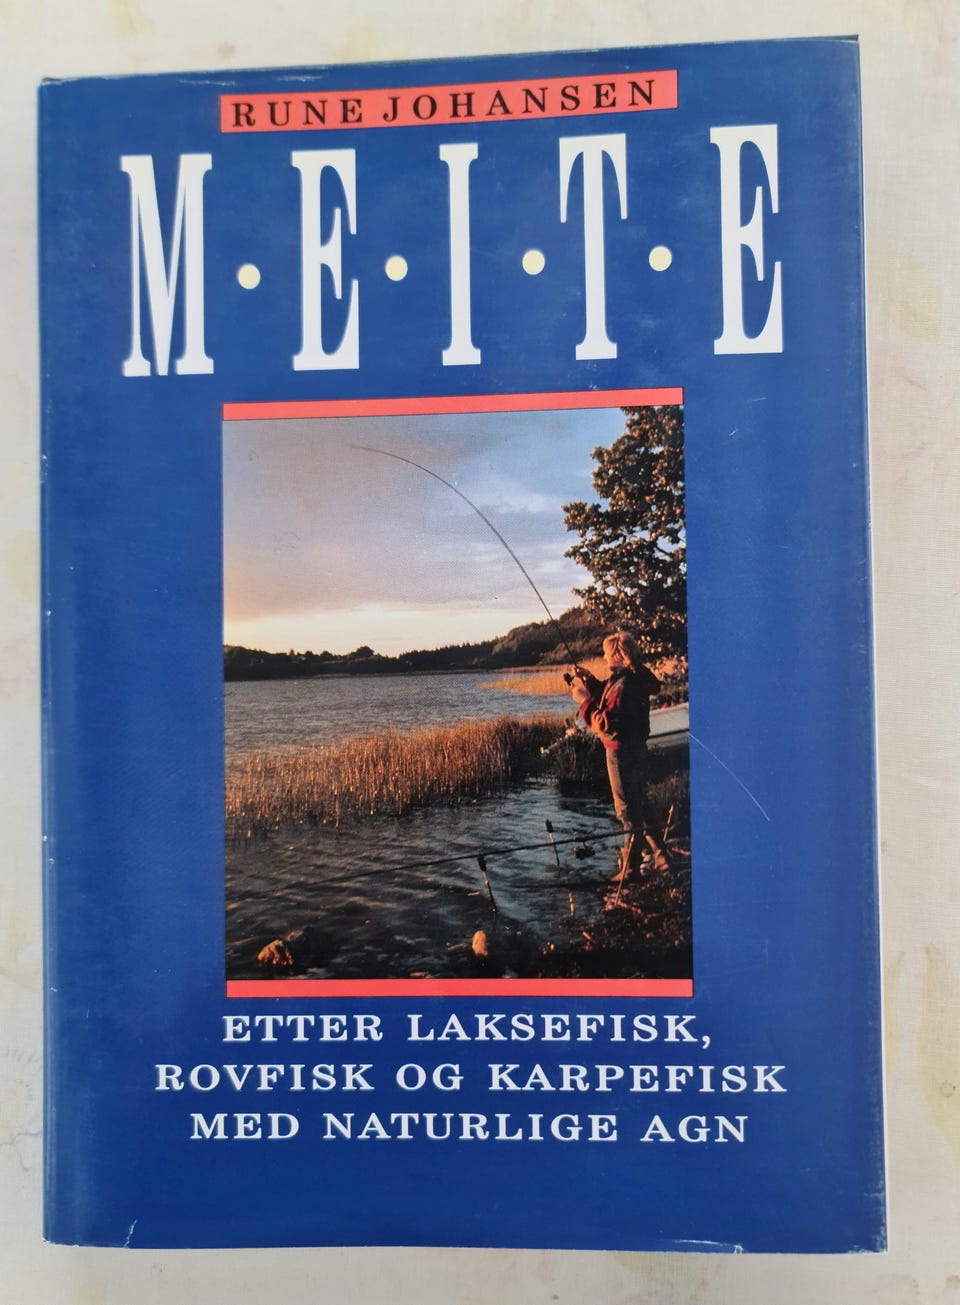 RUNE JOHANSEN
M•E•I•T•E
ETTER LAKSEFISK,
ROVFISK OG KARPEFISK
MED NATURLIGE AGN